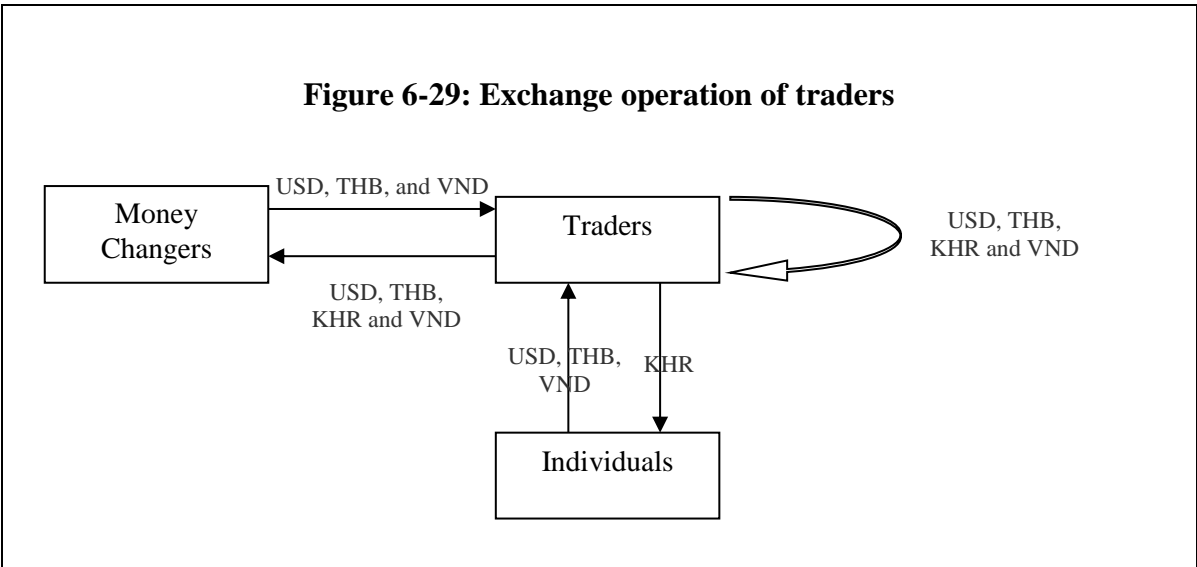 Figure 6-29: Exchange operation of traders
USD, THB, and VND
Money
Changers
Traders
USD, THB,
KHR and VND
USD, THB,
KHR and VND
USD, THB,
VND
KHR
Individuals